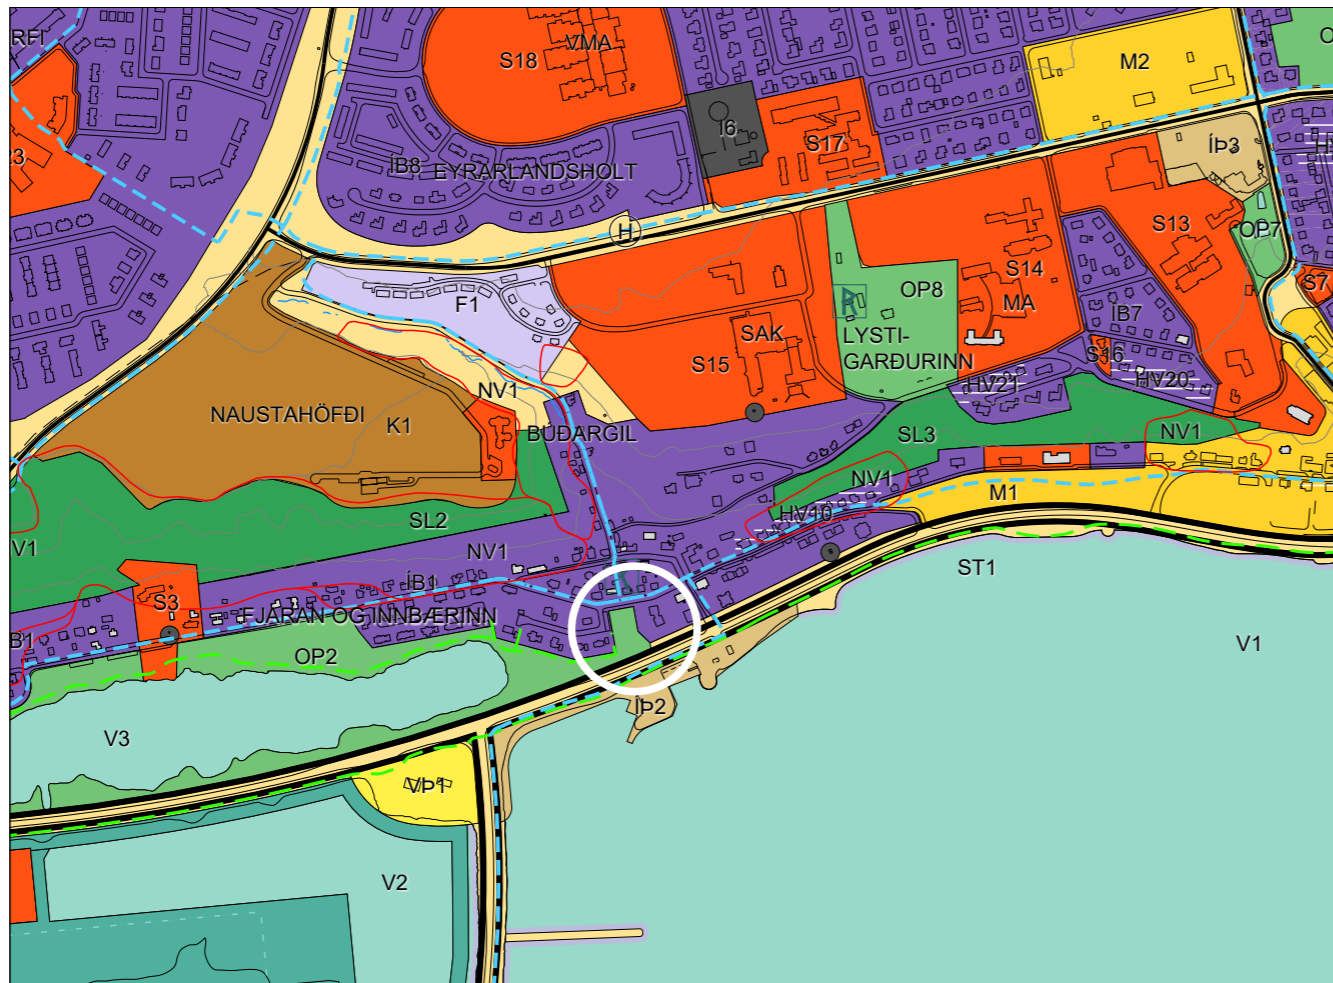 RFI
VMA
S18
M2
S17
ÍÞ3
ÍB8
EYRARLANDSHOLT
H
S13
OP7
S14
MA
OP8
F1
S7
ÍB7
SAK
LYSTI-
GARÐURINN
S15
S16
HV21
HV20
NV1
NAUSTAHÖFÐI
K1
BÚÐARGIL
SL3
NV1
NV1
M1
HV10
SL2
V1
NV1
ST1
ÍB1
S3
FJARAN OG INNBÆRINN
B1
OP2
V1
ÍÞ2
V3
VÞ1
V2